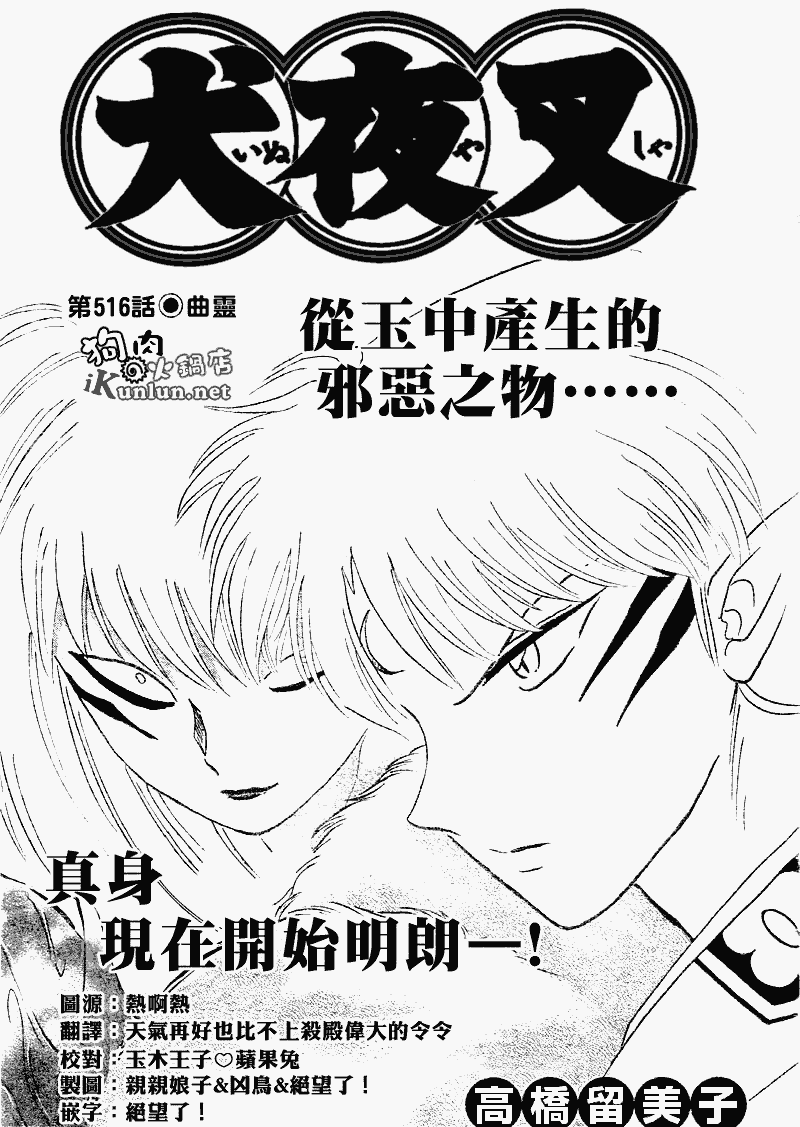 犬夜叉
いぬ や しゃ
第516話◉曲靈
狗肉火鍋店
iKunlun.net
從玉中產生的
邪惡之物……
真身
現在開始明朗—!
圖源：熱啊熱
翻譯：天氣再好也比不上殺殿偉大的令令
校對：玉木王子♡蘋果兔
製圖：親親娘子&凶鳥&絕望了！
嵌字：絕望了！
高橋留美子